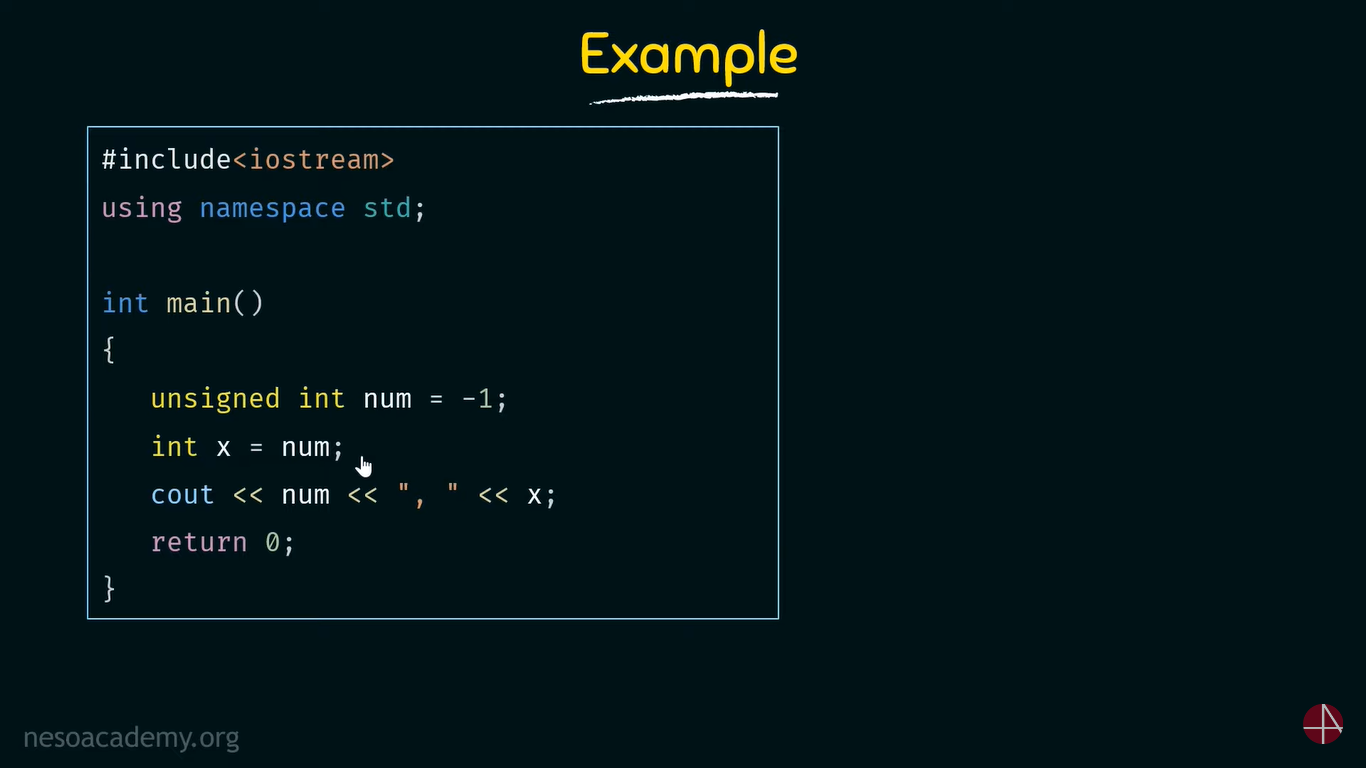 Example
#include<iostream>
using namespace std;
int main()
{
unsigned int num = -1;
int x = num;
cout << num << ", " << x;
return 0;
}
nesoacademy.org